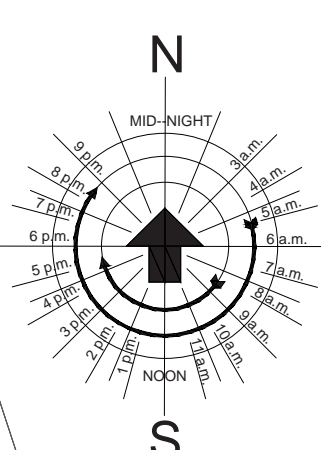 N
MID--NIGHT
3 a.m.
4 a.m.
5 a.m.
6 a.m.
7 a.m.
8 a.m.
9 a.m.
10 a.m.
11 a.m.
NOON
1 p.m.
2 p.m.
3 p.m.
4 p.m.
5 p.m.
6 p.m.
7 p.m.
8 p.m.
9 p.m.
S